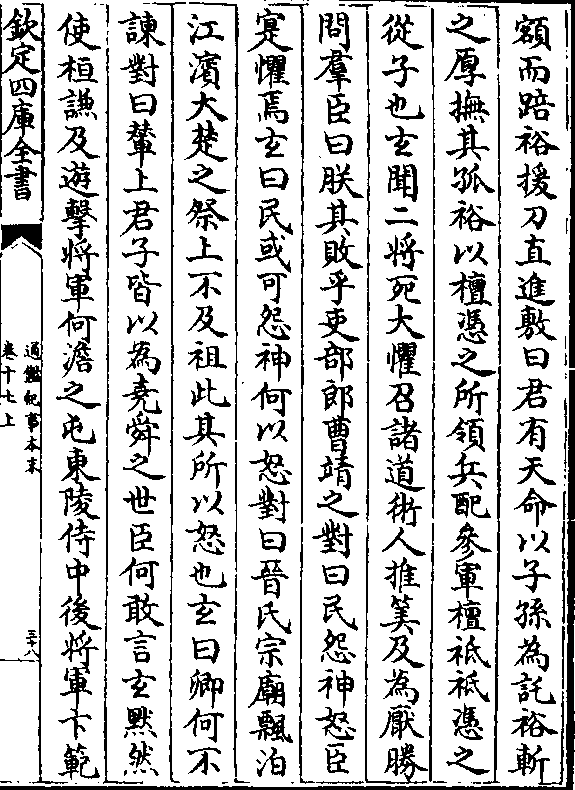 額而踣裕援刀直進敷曰君有天命以子孫為託裕斬
之厚撫其孤裕以檀憑之所領兵配參軍檀祗祗憑之
從子也玄聞二將死大懼召諸道術人推筭及為厭勝
問羣臣曰朕其敗乎吏部郎曹靖之對曰民怨神怒臣
寔懼焉玄曰民或可怨神何以怒對曰晉氏宗廟飄泊
江濱大楚之祭上不及祖此其所以怒也玄曰卿何不
諫對曰輦上君子皆以為堯舜之世臣何敢言玄黙然
使桓謙及遊擊將軍何澹之屯東陵侍中後將軍卞範
欽定四庫全書
通鑑紀事本末
卷十七上
三十八